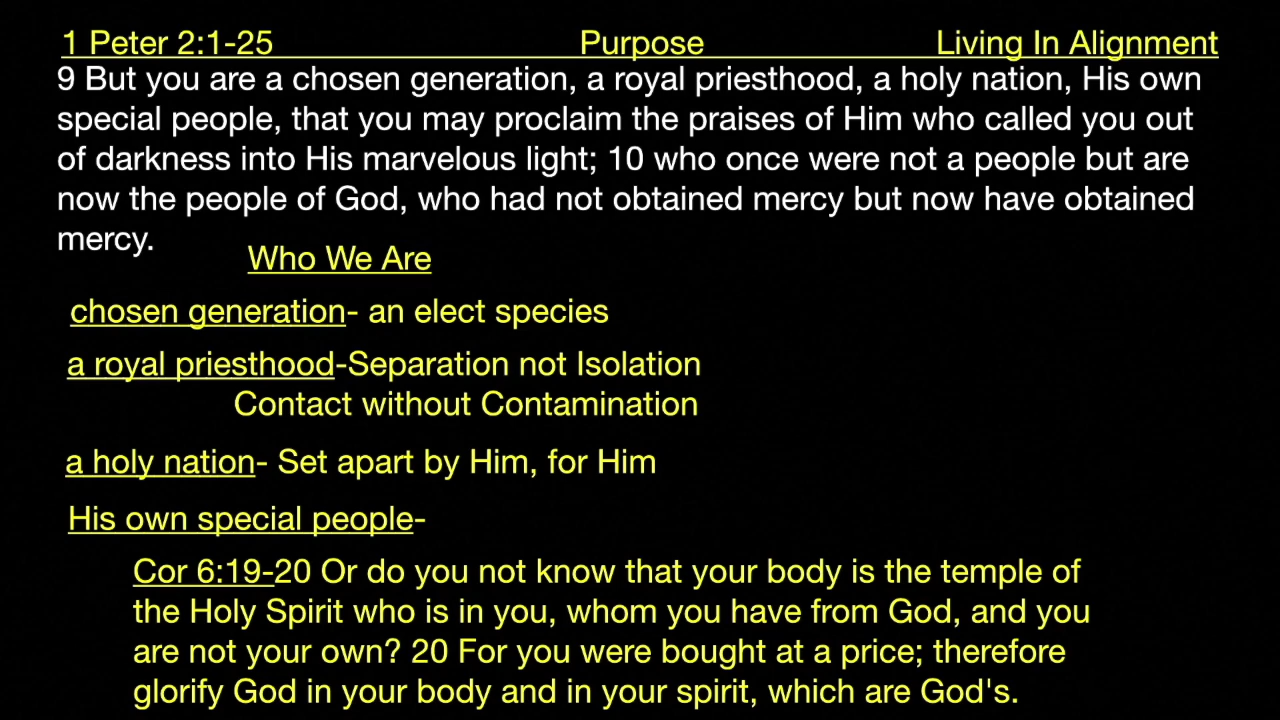 1 Peter 2:1-25 Purpose Living In Alignment
9 But you are a chosen generation, a royal priesthood, a holy nation, His own
special people, that you may proclaim the praises of Him who called you out
of darkness into His marvelous light; 10 who once were not a people but are
now the people of God, who had not obtained mercy but now have obtained
mercy.
Who We Are
chosen generation- an elect species
a royal priesthood-Separation not Isolation
Contact without Contamination
a holy nation- Set apart by Him, for Him
His own special people-
Cor 6:19-20 Or do you not know that your body is the temple of
the Holy Spirit who is in you, whom you have from God, and you
are not your own? 20 For you were bought at a price; therefore
glorify God in your body and in your spirit, which are God's.